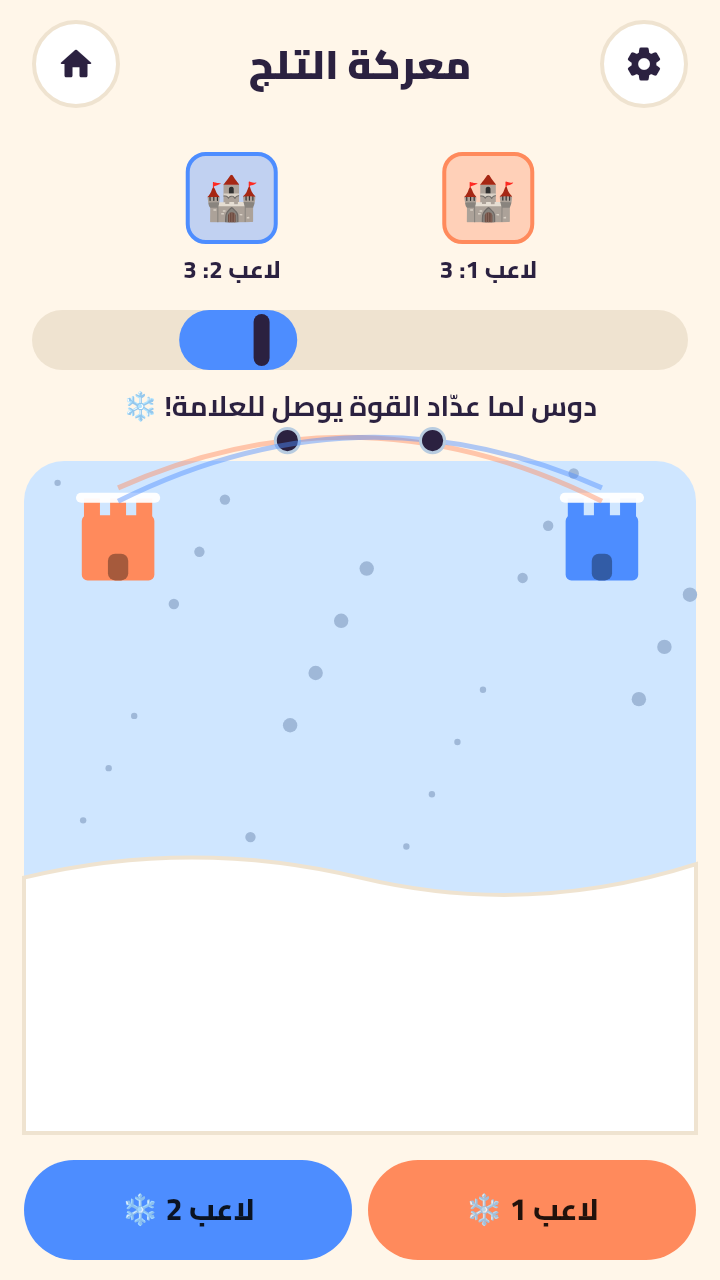 معركة التلج
لاعب 1: 3
لاعب 2: 3
دوس لما عدّاد القوة يوصل للعلامة! ❄️
لاعب 1 ❄️
لاعب 2 ❄️